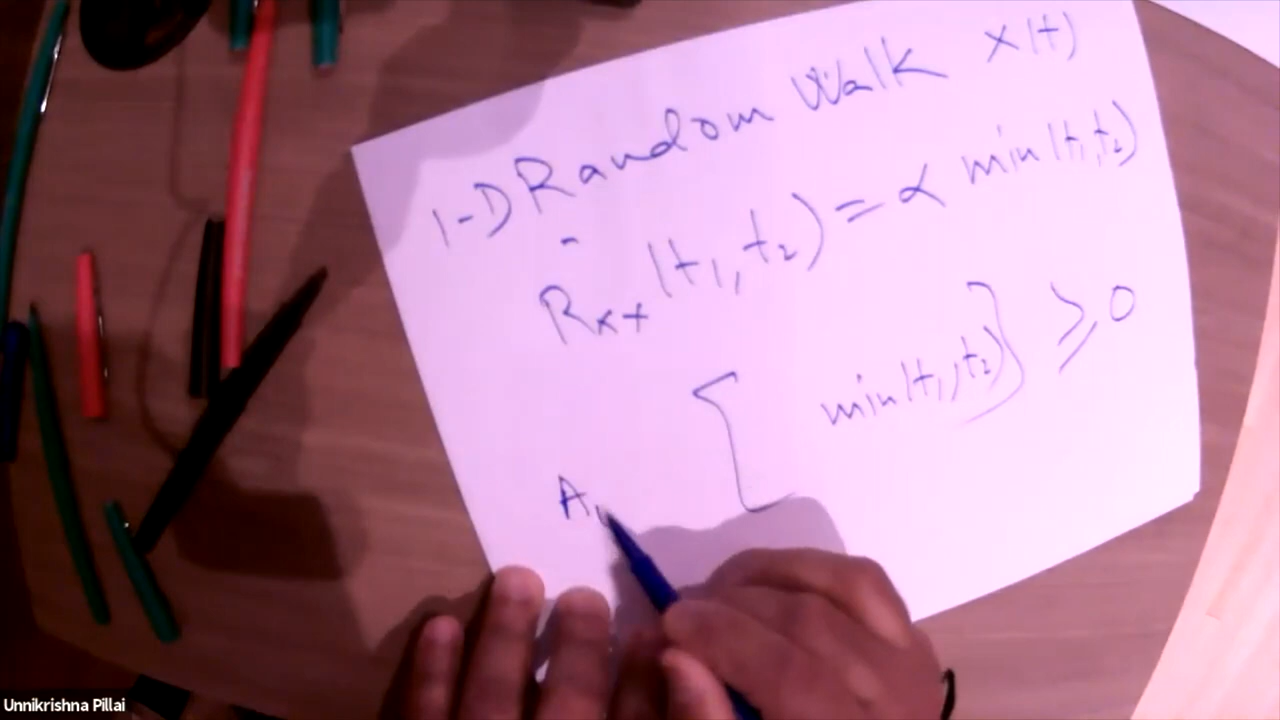 1-D Random Walk X(t)
Rxx(t1,t2) = α min(t1,t2)
[ min(t1,t2) ] ≥ 0
A
Unnikrishna Pillai